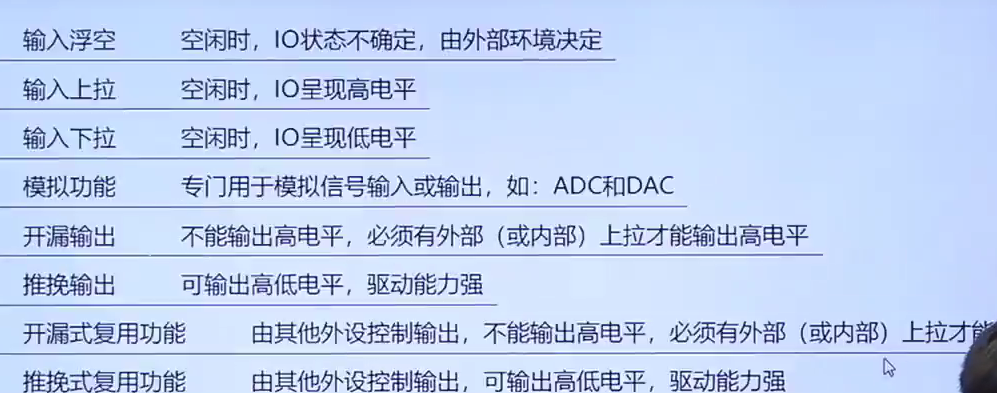 输入浮空 空闲时，IO状态不确定，由外部环境决定
输入上拉 空闲时，IO呈现高电平
输入下拉 空闲时，IO呈现低电平
模拟功能 专门用于模拟信号输入或输出，如：ADC和DAC
开漏输出 不能输出高电平，必须有外部（或内部）上拉才能输出高电平
推挽输出 可输出高低电平，驱动能力强
开漏式复用功能 由其他外设控制输出，不能输出高电平，必须有外部（或内部）上拉才能
推挽式复用功能 由其他外设控制输出，可输出高低电平，驱动能力强